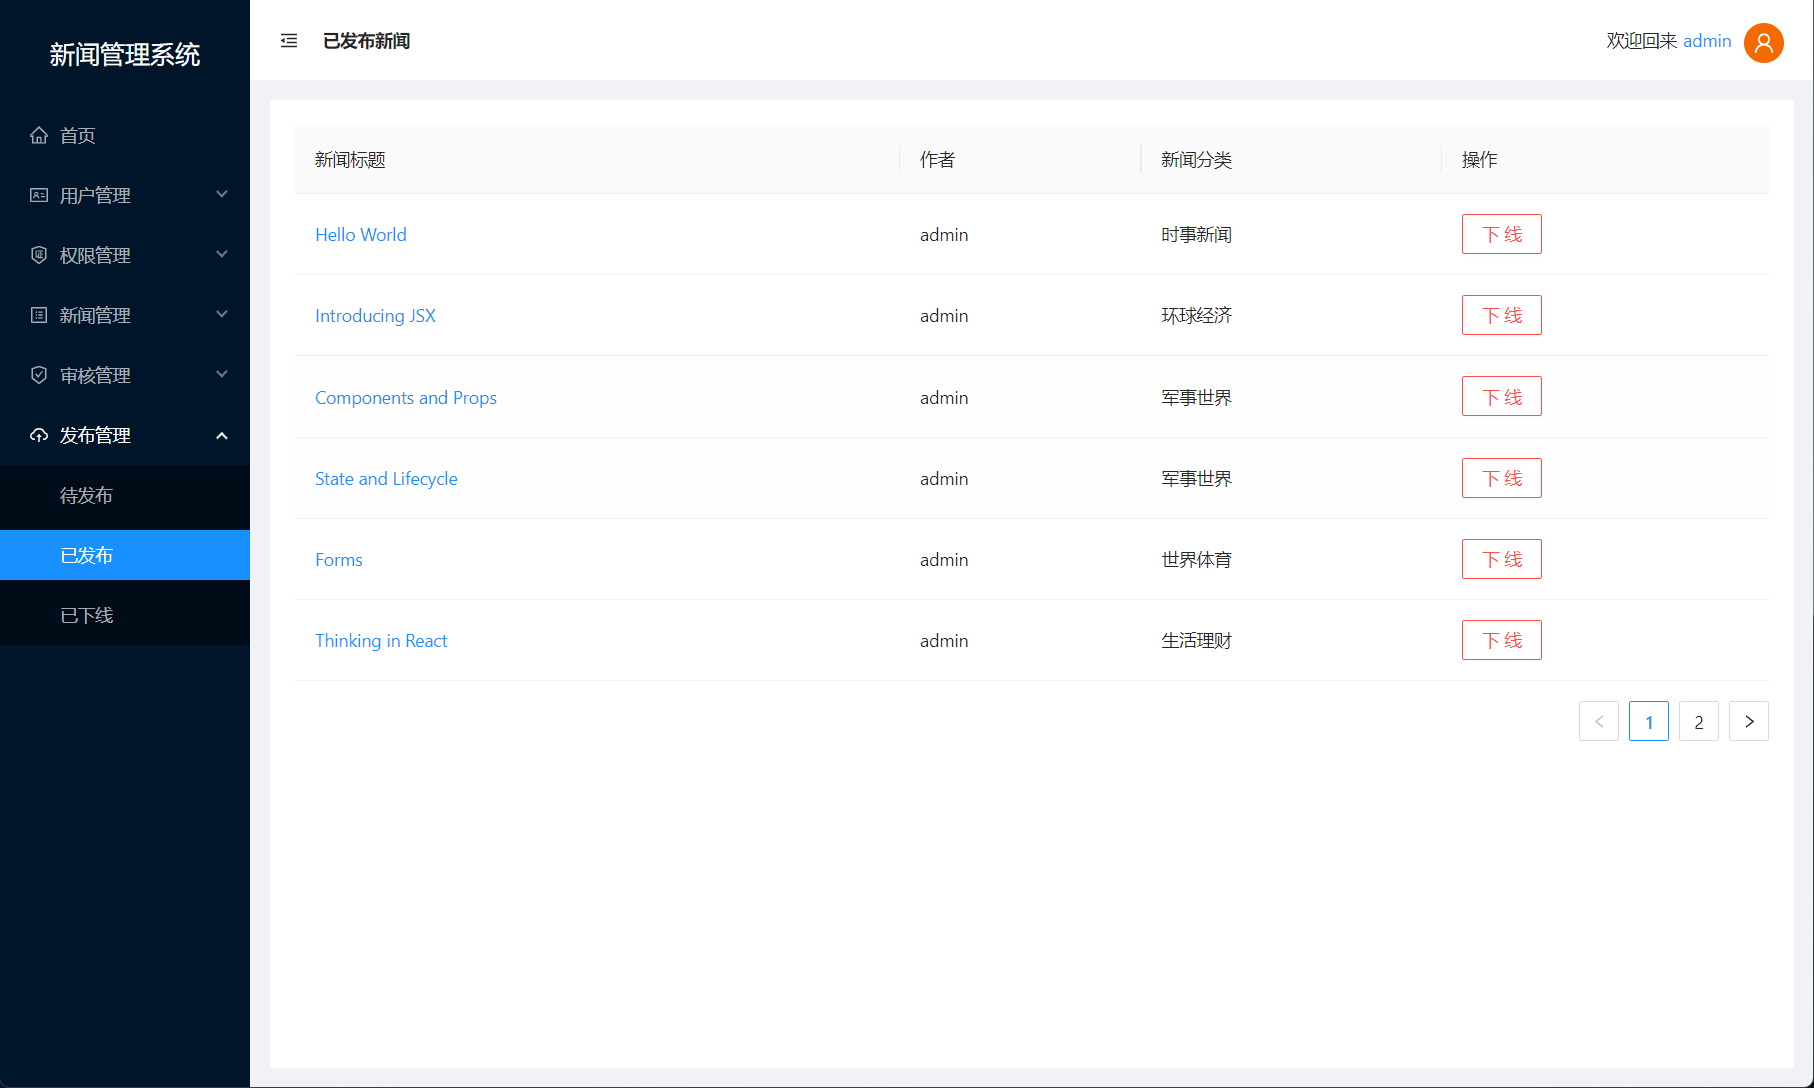 新闻管理系统
首页
用户管理
权限管理
新闻管理
审核管理
发布管理
待发布
已发布
已下线
已发布新闻
欢迎回来 admin
新闻标题 作者 新闻分类 操作
Hello World admin 时事新闻 下 线
Introducing JSX admin 环球经济 下 线
Components and Props admin 军事世界 下 线
State and Lifecycle admin 军事世界 下 线
Forms admin 世界体育 下 线
Thinking in React admin 生活理财 下 线
1 2